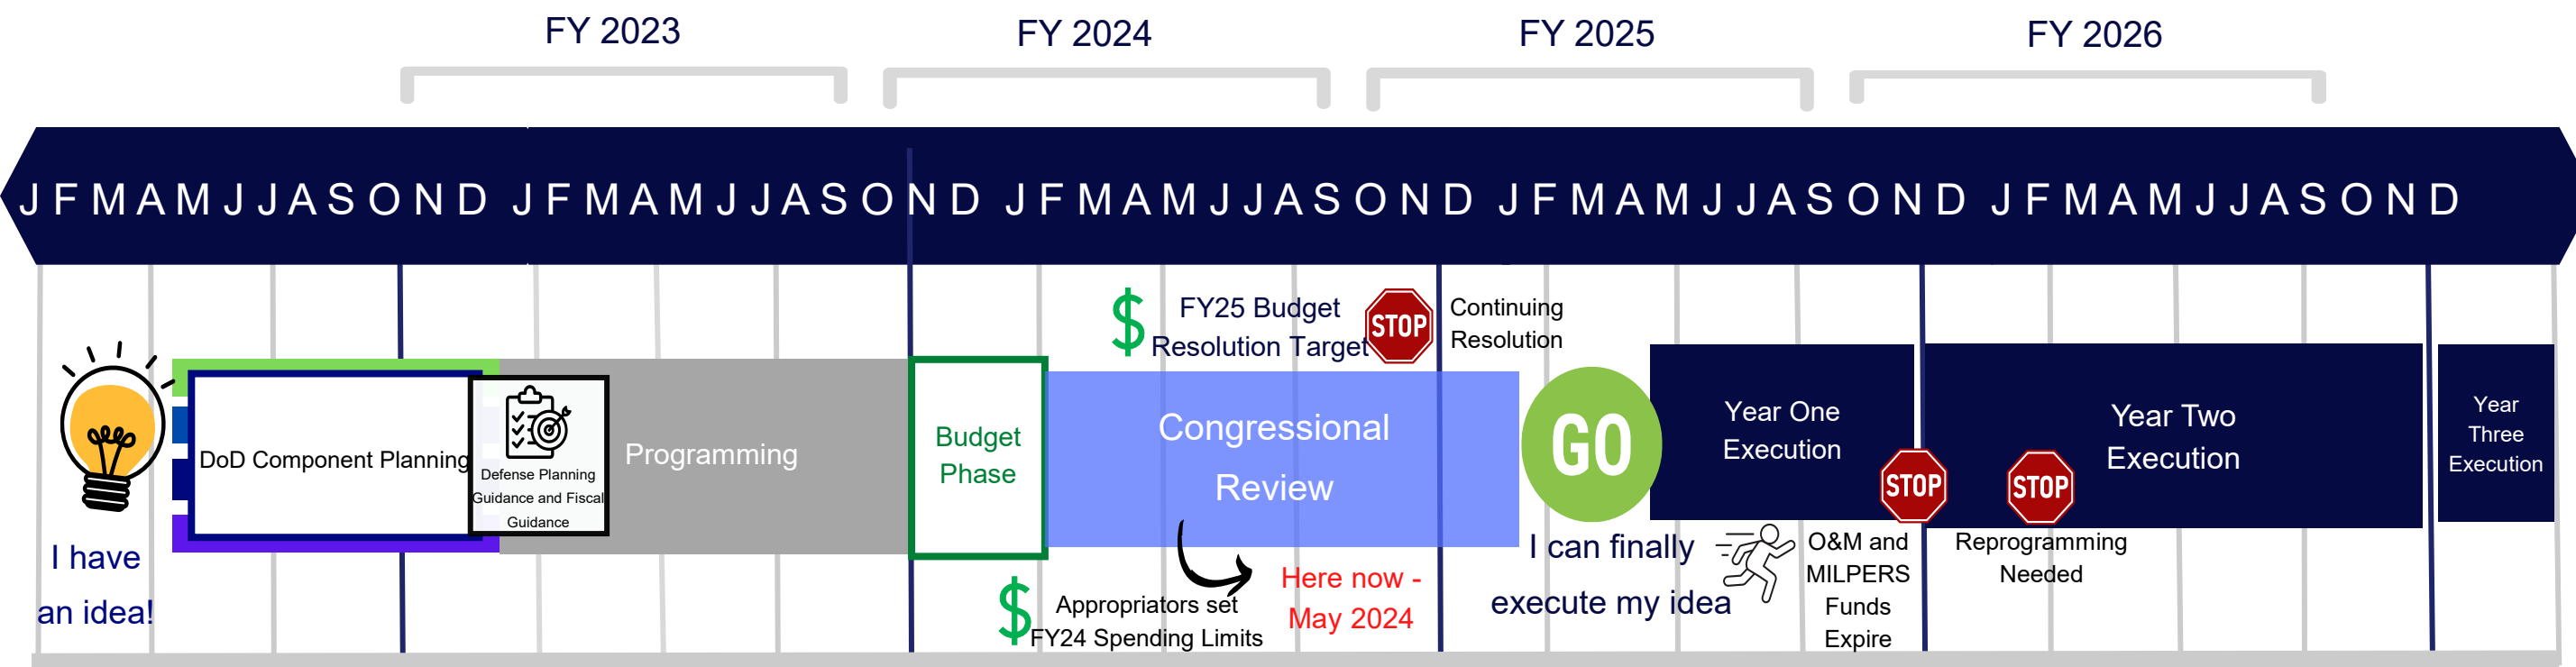 FY 2023
FY 2024
FY 2025
FY 2026
J F M A M J J A S O N D J F M A M J J A S O N D J F M A M J J A S O N D J F M A M J J A S O N D J F M A M J J A S O N D
I have
an idea!
DoD Component Planning
Defense Planning
Guidance and Fiscal
Guidance
Programming
Budget
Phase
$
FY25 Budget
Resolution Target
STOP
Continuing
Resolution
Congressional
Review
$
Appropriators set
FY24 Spending Limits
Here now -
May 2024
GO
I can finally
execute my idea
Year One
Execution
STOP
O&M and
MILPERS
Funds
Expire
STOP
Reprogramming
Needed
Year Two
Execution
Year
Three
Execution